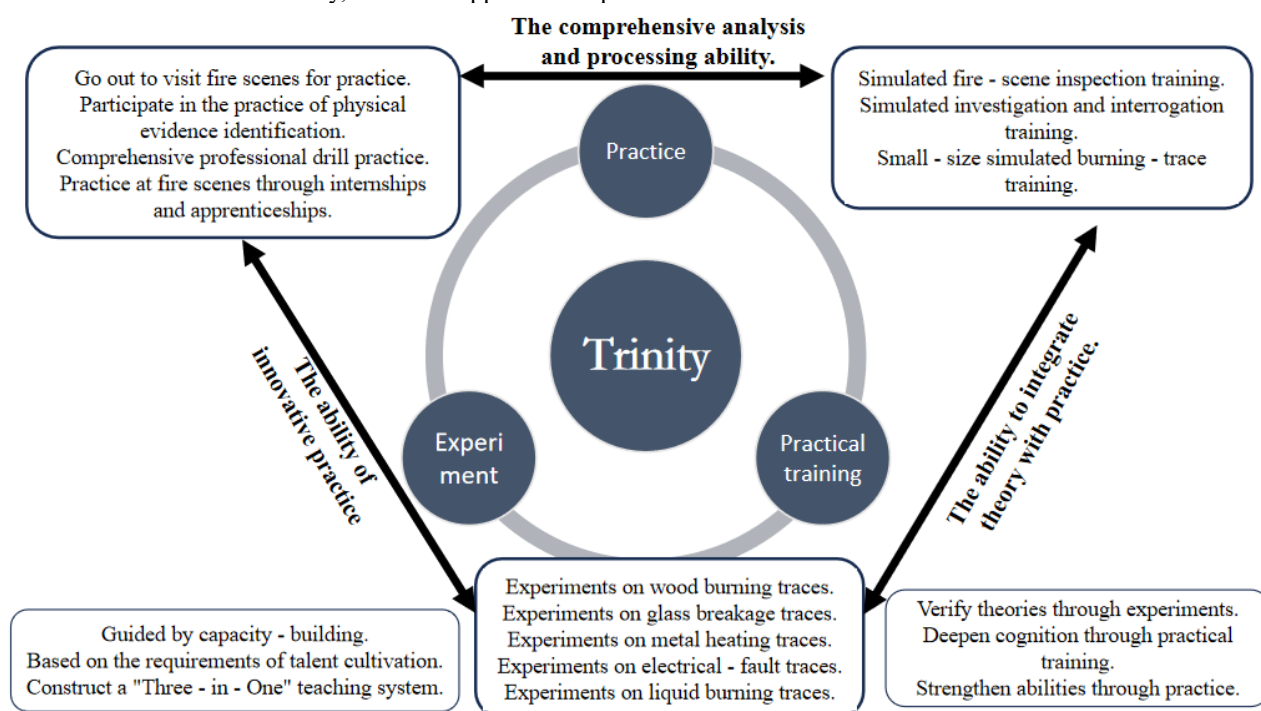 The comprehensive analysis
and processing ability.
Go out to visit fire scenes for practice.
Participate in the practice of physical
evidence identification.
Comprehensive professional drill practice.
Practice at fire scenes through internships
and apprenticeships.
Simulated fire - scene inspection training.
Simulated investigation and interrogation
training.
Small - size simulated burning - trace
training.
Practice
Trinity
Experi
ment
Practical
training
The ability of
innovative practice
The ability to integrate
theory with practice.
Guided by capacity - building.
Based on the requirements of talent cultivation.
Construct a "Three - in - One" teaching system.
Experiments on wood burning traces.
Experiments on glass breakage traces.
Experiments on metal heating traces.
Experiments on electrical - fault traces.
Experiments on liquid burning traces.
Verify theories through experiments.
Deepen cognition through practical
training.
Strengthen abilities through practice.